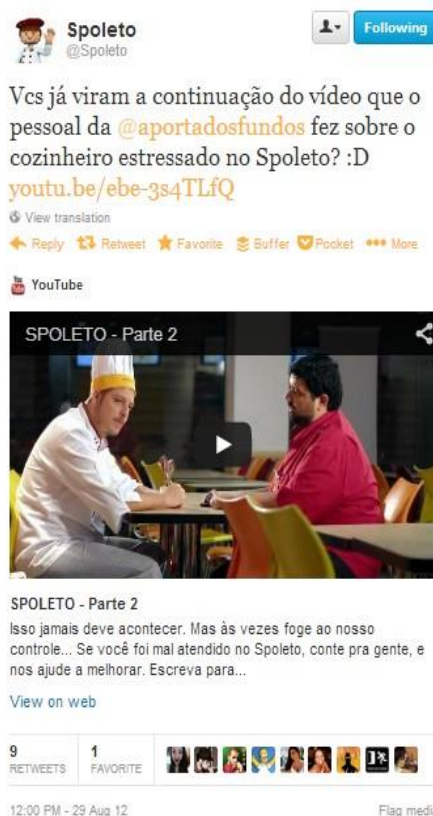 Spoleto
@Spoleto
Following
Vcs já viram a continuação do vídeo que o
pessoal da @aportadosfundos fez sobre o
cozinheiro estressado no Spoleto? :D
youtu.be/ebe-3s4TLfQ
View translation
Reply Retweet Favorite Buffer Pocket More
YouTube
SPOLETO - Parte 2
SPOLETO - Parte 2
Isso jamais deve acontecer. Mas às vezes foge ao nosso
controle... Se você foi mal atendido no Spoleto, conte pra gente, e
nos ajude a melhorar. Escreva para...
View on web
9 1
RETWEETS FAVORITE
12:00 PM - 29 Aug 12 Flag media